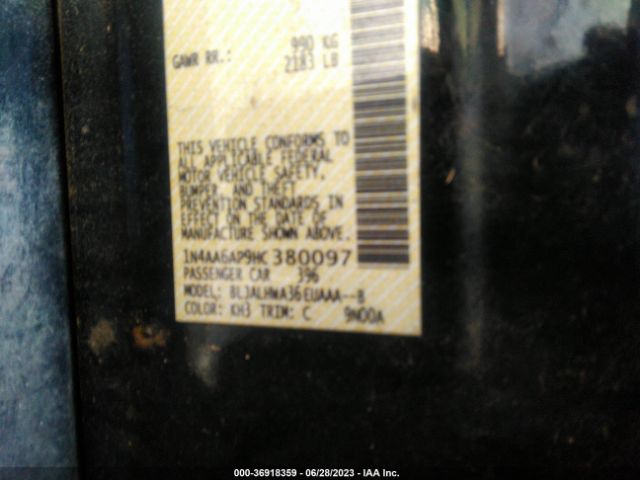 990 KG
GAWR RR.: 2183 LB
THIS VEHICLE CONFORMS TO
ALL APPLICABLE FEDERAL
MOTOR VEHICLE SAFETY,
BUMPER, AND THEFT
PREVENTION STANDARDS IN
EFFECT ON THE DATE OF
MANUFACTURE SHOWN ABOVE.
1N4AA6AP9HC380097
PASSENGER CAR 396
MODEL: BL3ALHWA36EUAAA--B
COLOR: KH3 TRIM: C 9N00A
000-36918359 - 06/28/2023 - IAA Inc.